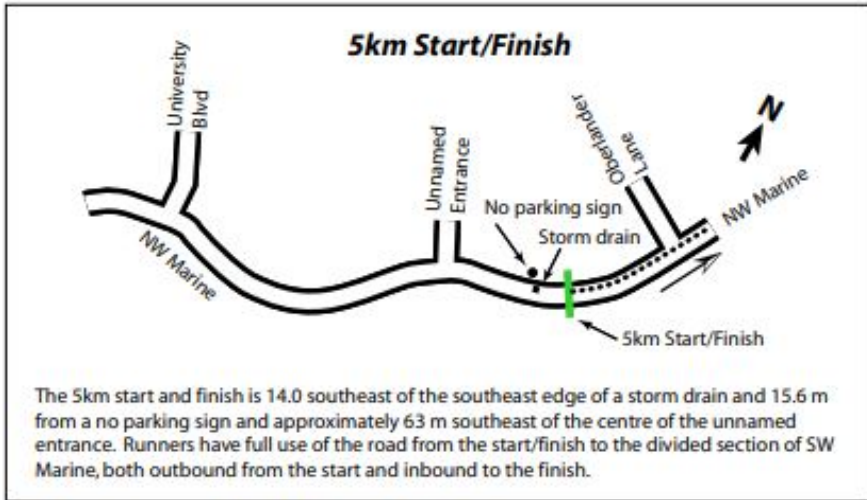 5km Start/Finish
University
Blvd
Unnamed
Entrance
Oberlander
Lane
N
No parking sign
Storm drain
NW Marine
NW Marine
5km Start/Finish
The 5km start and finish is 14.0 southeast of the southeast edge of a storm drain and 15.6 m
from a no parking sign and approximately 63 m southeast of the centre of the unnamed
entrance. Runners have full use of the road from the start/finish to the divided section of SW
Marine, both outbound from the start and inbound to the finish.